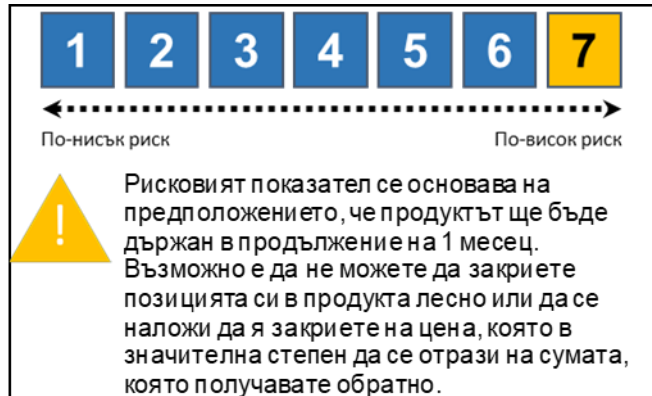 1 2 3 4 5 6 7
По-нисък риск По-висок риск
!
Рисковият показател се основава на
предположението, че продуктът ще бъде
държан в продължение на 1 месец.
Възможно е да не можете да закриете
позицията си в продукта лесно или да се
наложи да я закриете на цена, която в
значителна степен да се отрази на сумата,
която получавате обратно.